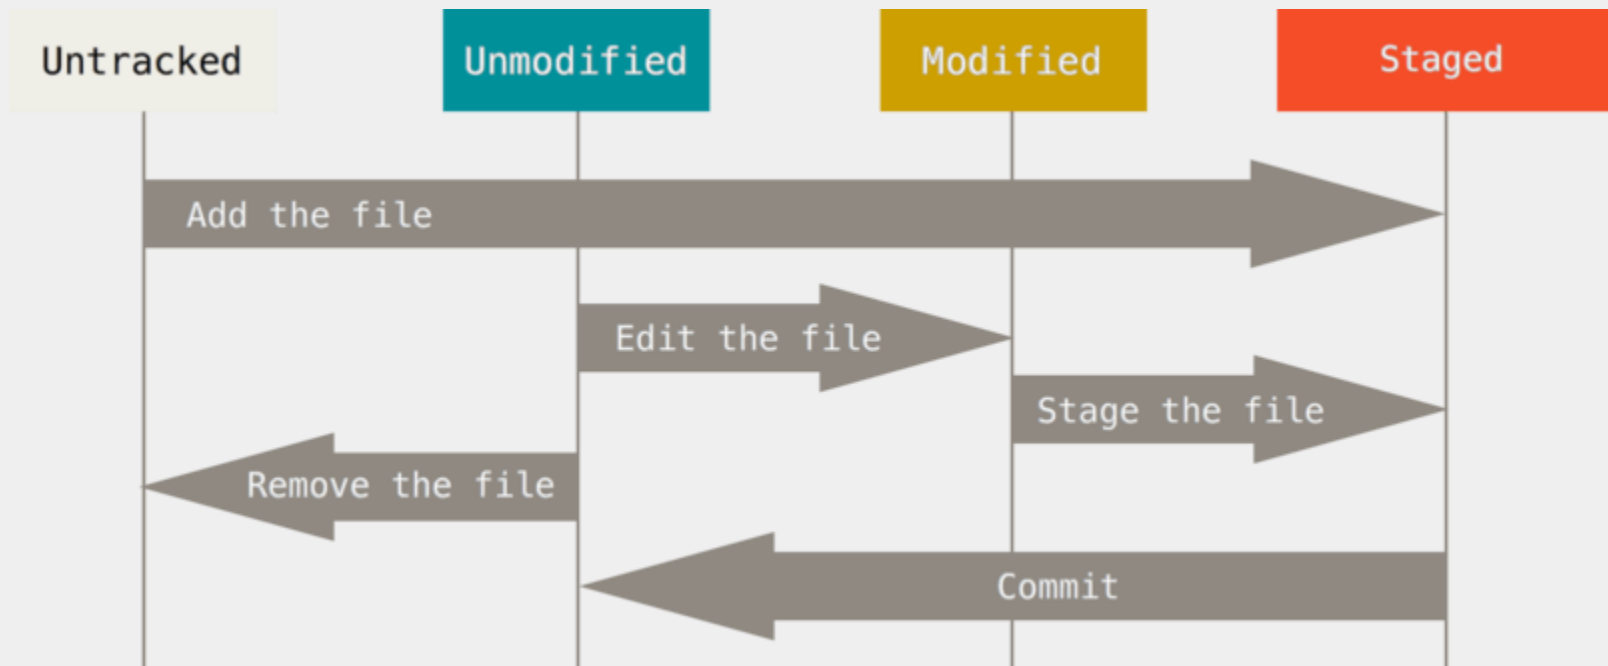 Untracked
Unmodified
Modified
Staged
Add the file
Edit the file
Stage the file
Remove the file
Commit